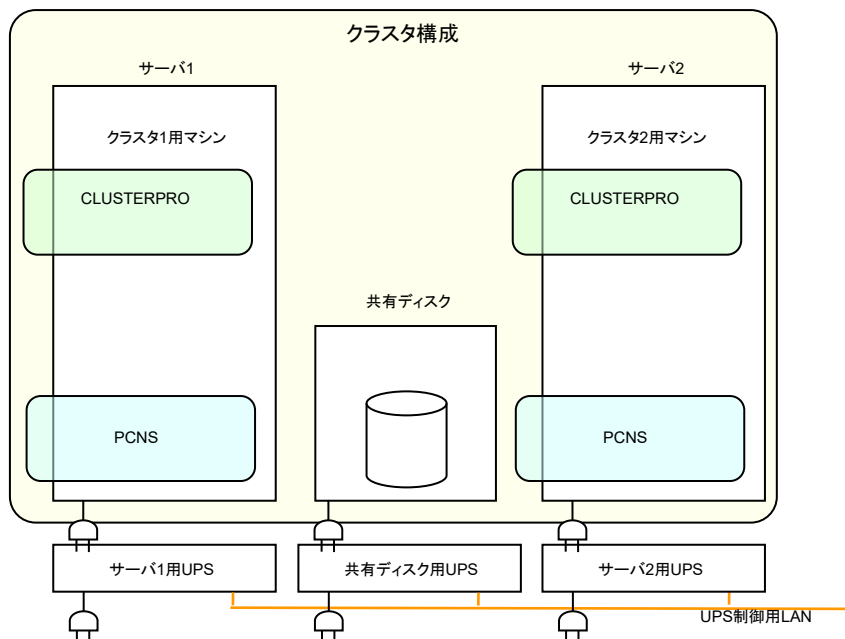 クラスタ構成
サーバ1
サーバ2
クラスタ1用マシン
クラスタ2用マシン
CLUSTERPRO
CLUSTERPRO
共有ディスク
PCNS
PCNS
サーバ1用UPS
共有ディスク用UPS
サーバ2用UPS
UPS制御用LAN